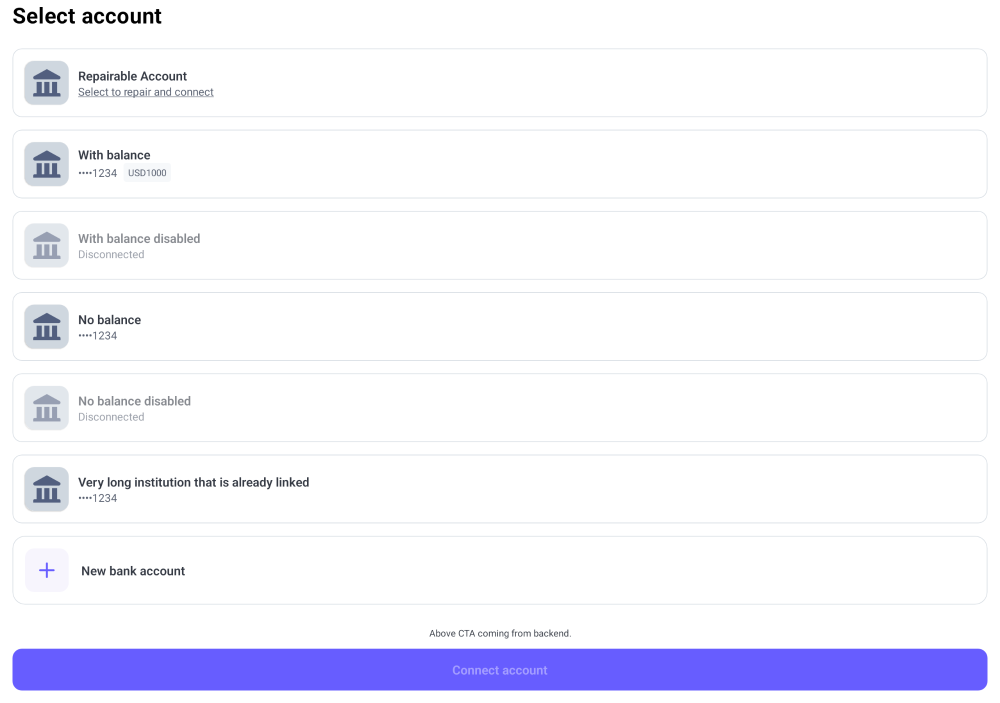 Select account
Repairable Account
Select to repair and connect
With balance
••••1234 USD1000
With balance disabled
Disconnected
No balance
••••1234
No balance disabled
Disconnected
Very long institution that is already linked
••••1234
New bank account
Above CTA coming from backend.
Connect account